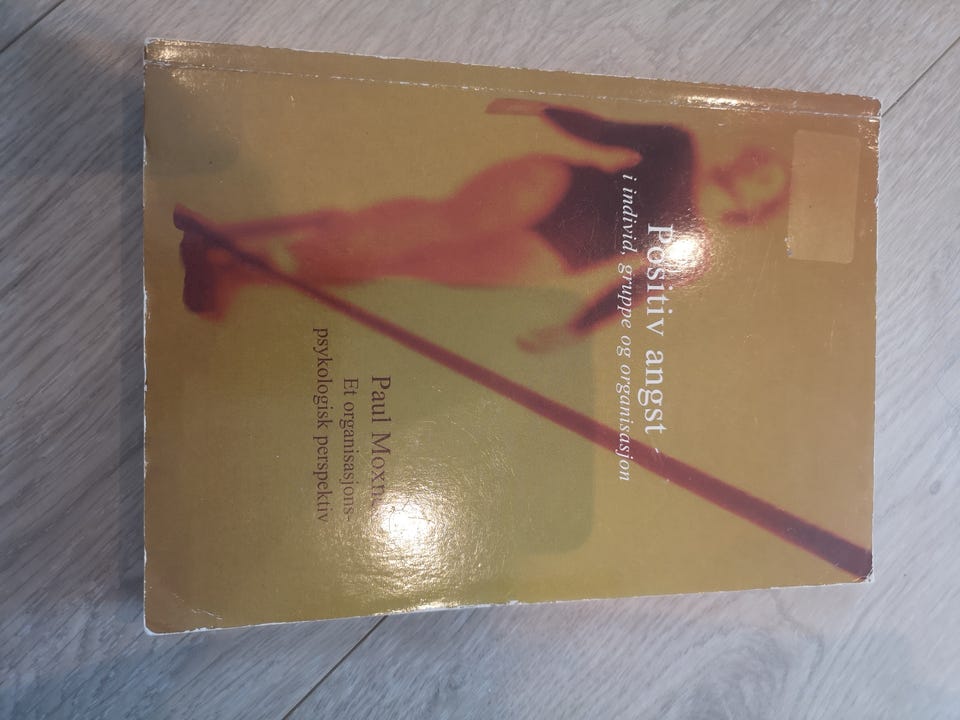 Positiv angst
i individ, gruppe og organisasjon
Paul
Et organisasjons-
psykologisk perspektiv